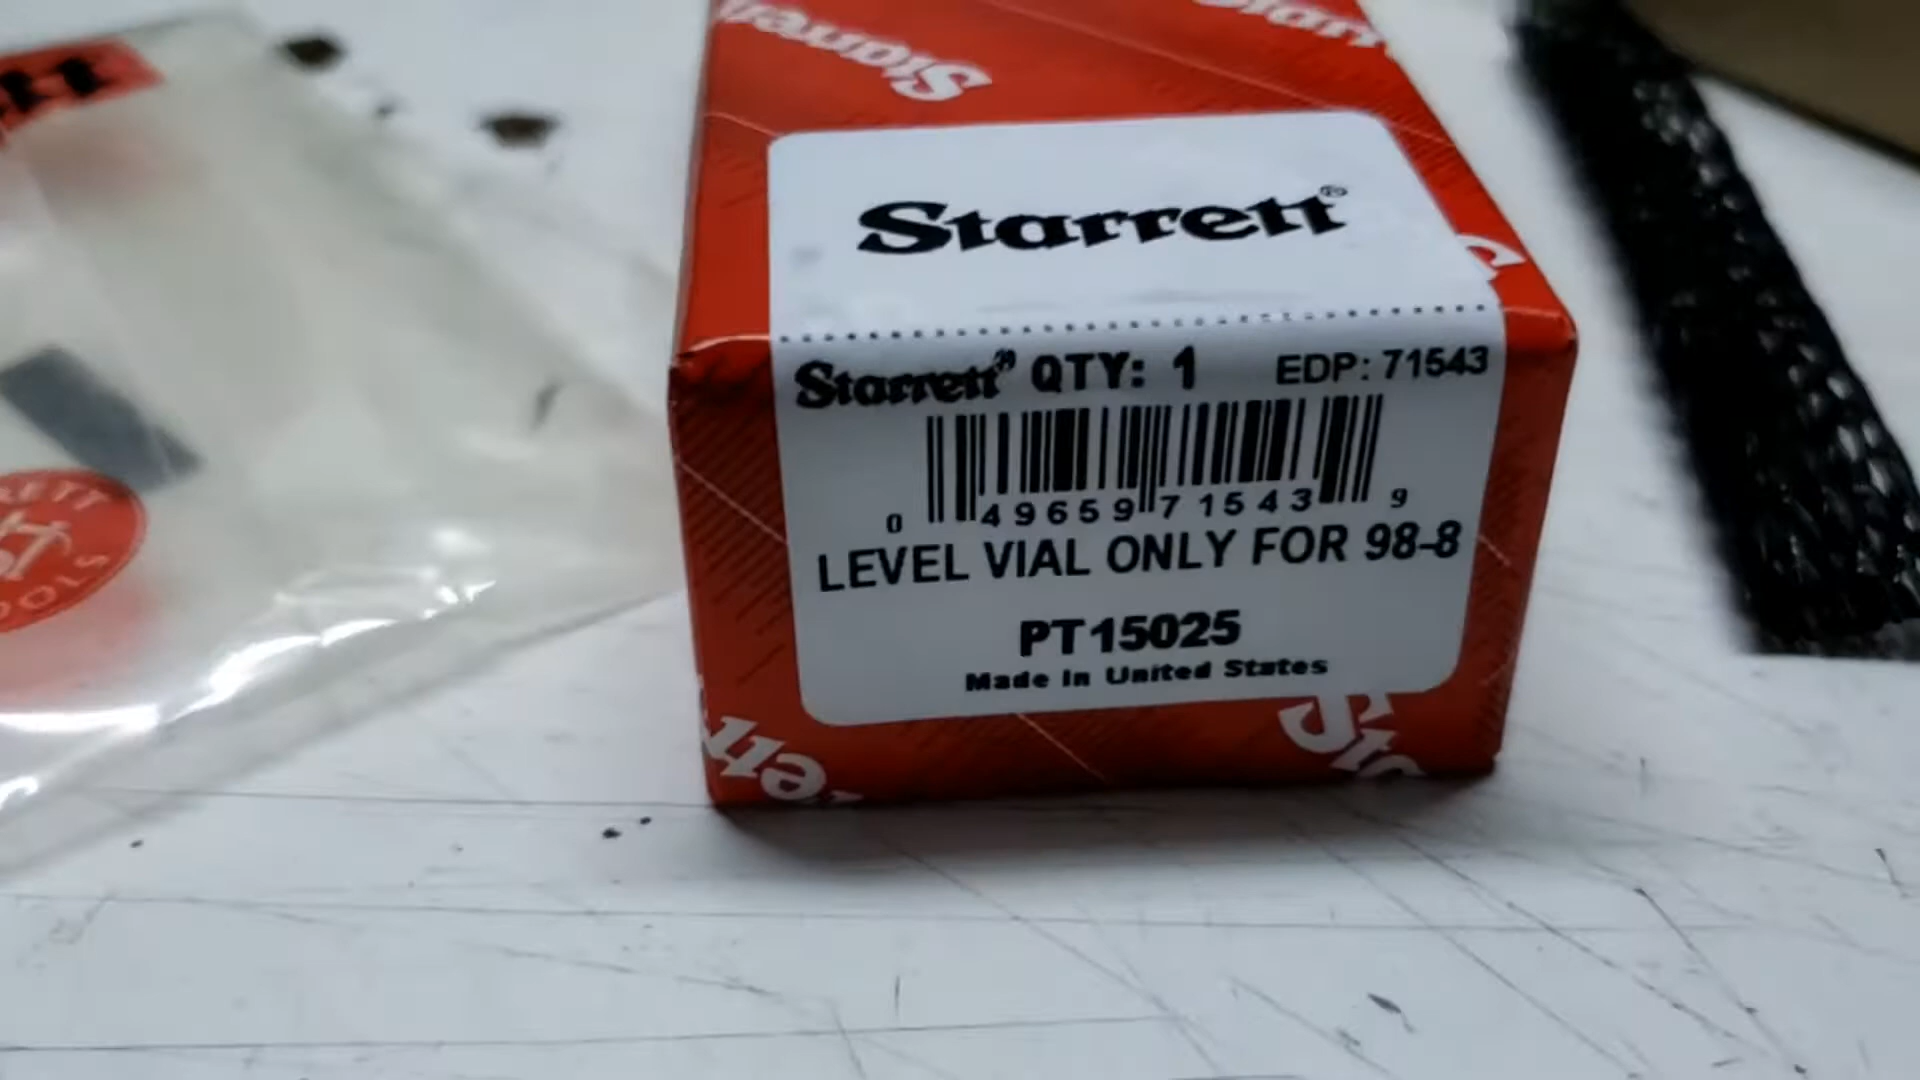 Starrett
Starrett®
Starrett® QTY: 1 EDP: 71543
0 49659 71543 9
LEVEL VIAL ONLY FOR 98-8
PT15025
Made in United States